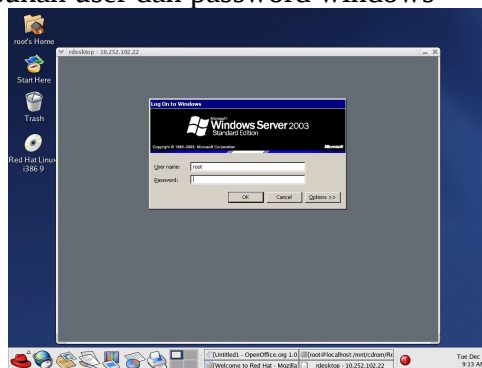 user dan password windows
root's Home
rdesktop - 10.252.102.22
Start Here
Log On to Windows
Trash
Microsoft
Windows Server 2003
Standard Edition
Copyright © 1985-2003 Microsoft Corporation
Microsoft
Red Hat Linux
i386 9
User name:
root
Password:
OK
Cancel
Options >>
[Untitled1 - OpenOffice.org 1.0
[root@localhost:/mnt/cdrom/R
Tue Dec
[Welcome to Red Hat - Mozilla
rdesktop - 10.252.102.22
9:13 AM